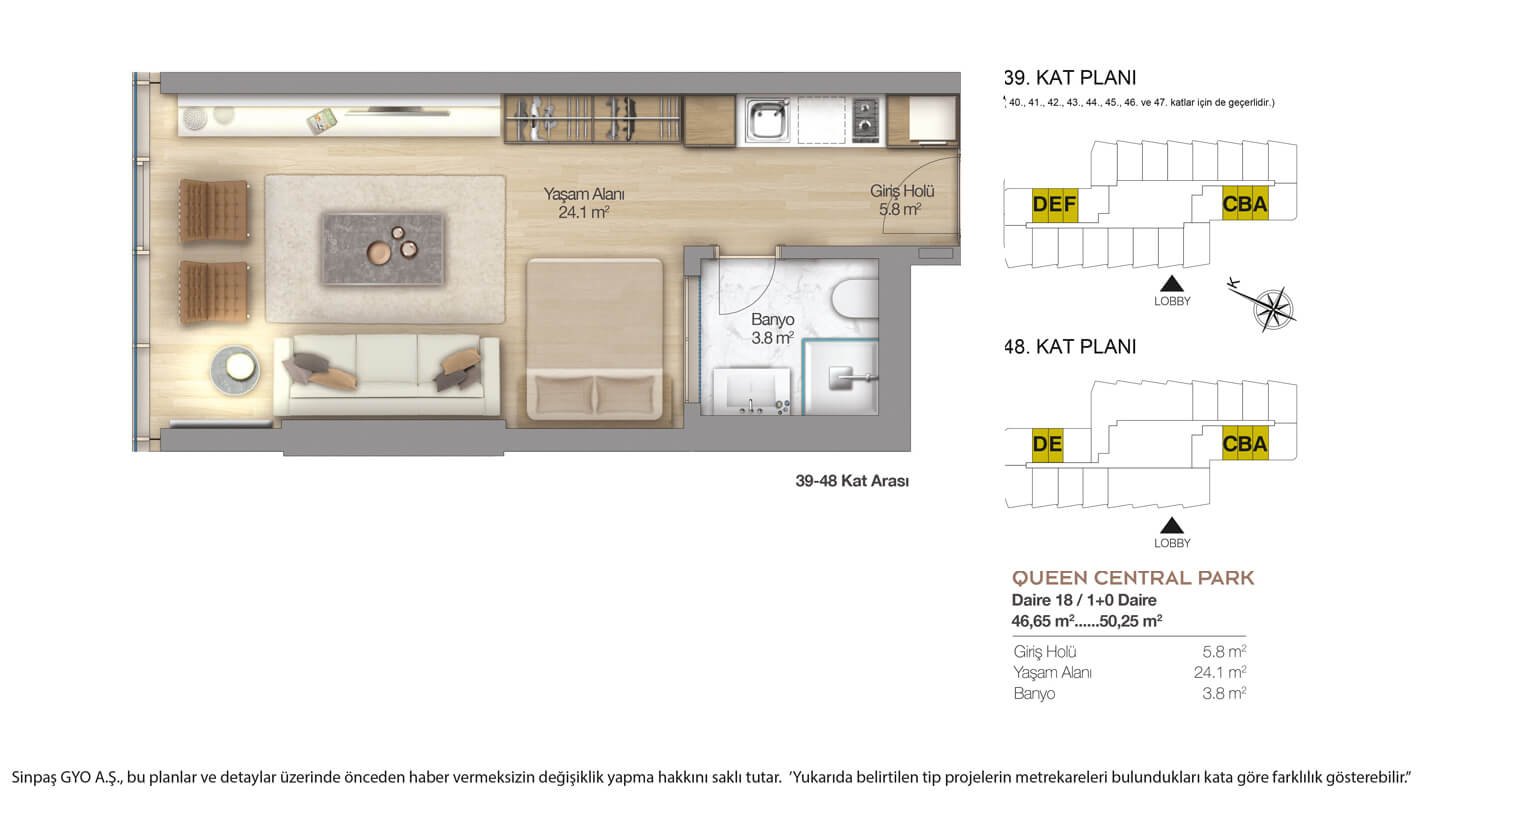 39. KAT PLANI
40., 41., 42., 43., 44., 45., 46. ve 47. katlar için de geçerlidir.)
Yaşam Alanı
24.1 m²
Giriş Holü
5.8 m²
Banyo
3.8 m²
39-48 Kat Arası
DEF
CBA
LOBBY
K
48. KAT PLANI
DE
CBA
LOBBY
QUEEN CENTRAL PARK
Daire 18 / 1+0 Daire
46,65 m²......50,25 m²
Giriş Holü 5.8 m²
Yaşam Alanı 24.1 m²
Banyo 3.8 m²
Sinpaş GYO A.Ş., bu planlar ve detaylar üzerinde önceden haber vermeksizin değişiklik yapma hakkını saklı tutar. ‘Yukarıda belirtilen tip projelerin metrekareleri bulundukları kata göre farklılık gösterebilir.”